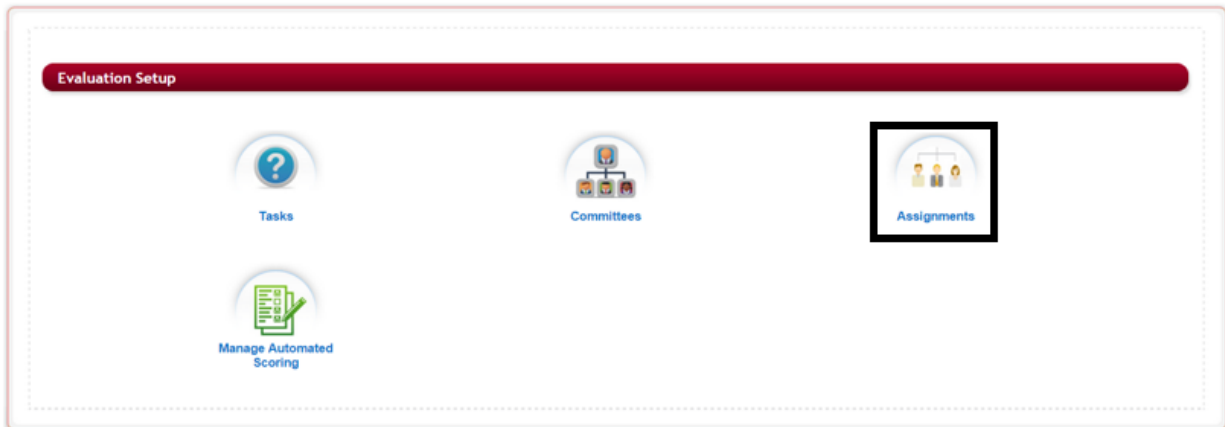 Evaluation Setup
Tasks
Committees
Assignments
Manage Automated
Scoring